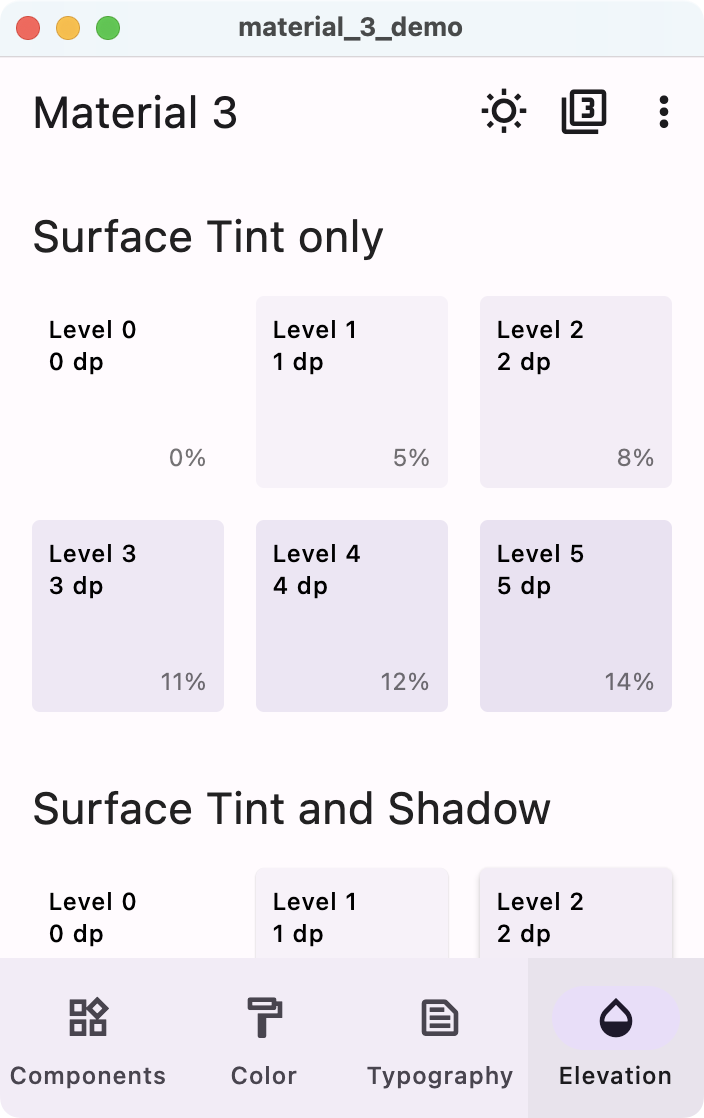 material_3_demo
Material 3
3
Surface Tint only
Level 0
0 dp
0%
Level 1
1 dp
5%
Level 2
2 dp
8%
Level 3
3 dp
11%
Level 4
4 dp
12%
Level 5
5 dp
14%
Surface Tint and Shadow
Level 0
0 dp
Level 1
1 dp
Level 2
2 dp
Components
Color
Typography
Elevation